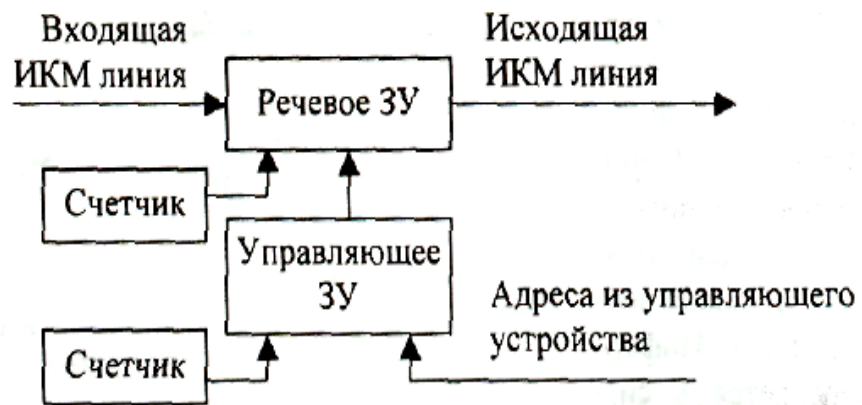 Входящая
ИКМ линия
Исходящая
ИКМ линия
Речевое ЗУ
Счетчик
Управляющее
ЗУ
Адреса из управляющего
устройства
Счетчик